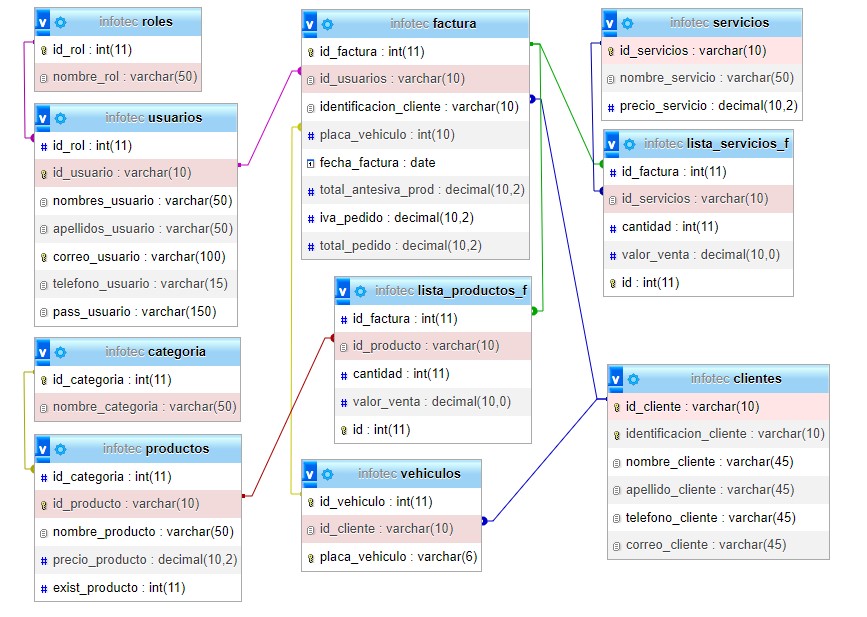 v infotec roles
id_rol : int(11)
nombre_rol : varchar(50)
v infotec usuarios
# id_rol : int(11)
id_usuario : varchar(10)
nombres_usuario : varchar(50)
apellidos_usuario : varchar(50)
correo_usuario : varchar(100)
telefono_usuario : varchar(15)
pass_usuario : varchar(150)
v infotec categoria
id_categoria : int(11)
nombre_categoria : varchar(50)
v infotec productos
# id_categoria : int(11)
id_producto : varchar(10)
nombre_producto : varchar(50)
# precio_producto : decimal(10,2)
# exist_producto : int(11)
v infotec factura
id_factura : int(11)
id_usuarios : varchar(10)
identificacion_cliente : varchar(10)
# placa_vehiculo : int(10)
fecha_factura : date
# total_antesiva_prod : decimal(10,2)
# iva_pedido : decimal(10,2)
# total_pedido : decimal(10,2)
v infotec lista_productos_f
# id_factura : int(11)
id_producto : varchar(10)
# cantidad : int(11)
# valor_venta : decimal(10,0)
id : int(11)
v infotec vehiculos
id_vehiculo : int(11)
id_cliente : varchar(10)
placa_vehiculo : varchar(6)
v infotec servicios
id_servicios : varchar(10)
nombre_servicio : varchar(50)
# precio_servicio : decimal(10,2)
v infotec lista_servicios_f
# id_factura : int(11)
id_servicios : varchar(10)
# cantidad : int(11)
# valor_venta : decimal(10,0)
id : int(11)
v infotec clientes
id_cliente : varchar(10)
identificacion_cliente : varchar(10)
nombre_cliente : varchar(45)
apellido_cliente : varchar(45)
telefono_cliente : varchar(45)
correo_cliente : varchar(45)